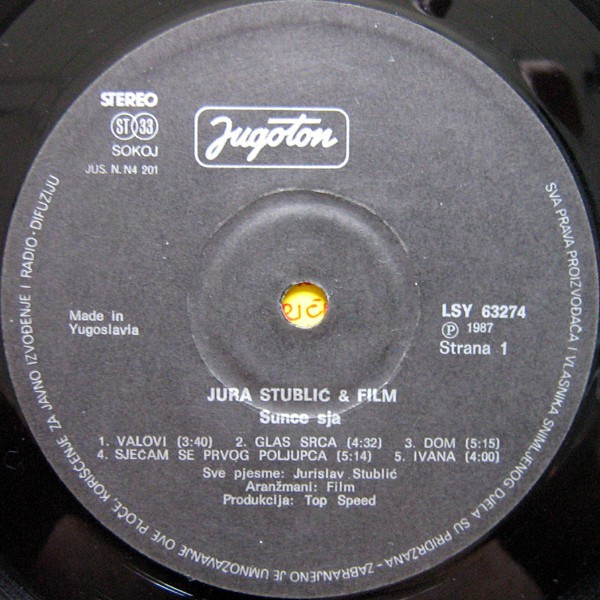 STEREO
ST 33
SOKOJ
JUS. N. N4 201
Jugoton
Made in
Yugoslavia
LSY 63274
Ⓟ 1987
Strana 1
JURA STUBLIĆ & FILM
Sunce sja
1. VALOVI (3:40) 2. GLAS SRCA (4:32) 3. DOM (5:15)
4. SJEĆAM SE PRVOG POLJUPCA (5:14) 5. IVANA (4:00)
Sve pjesme: Jurislav Stublić
Aranžmani: Film
Produkcija: Top Speed
SVA PRAVA PROIZVOĐAČA I VLASNIKA SNIMLJENOG DJELA SU PRIDRŽANA - ZABRANJENO JE UMNOŽAVANJE OVE PLOČE, KORIŠĆENJE ZA JAVNO IZVOĐENJE I RADIO-DIFUZIJU